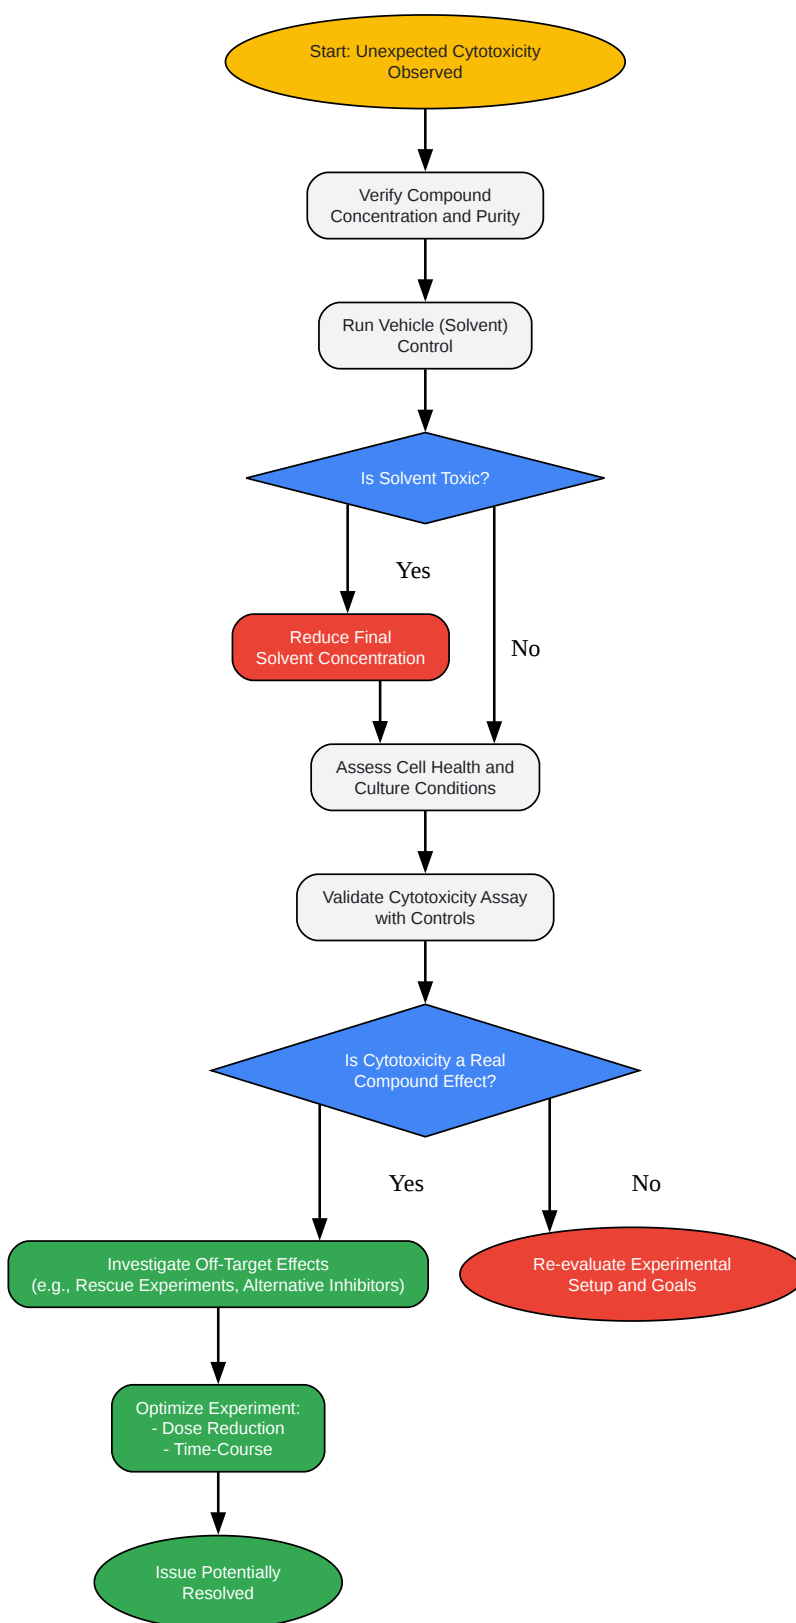 Start: Unexpected Cytotoxicity
Observed
Verify Compound
Concentration and Purity
Run Vehicle (Solvent)
Control
Is Solvent Toxic?
Yes
Reduce Final
Solvent Concentration
No
Assess Cell Health and
Culture Conditions
Validate Cytotoxicity Assay
with Controls
Is Cytotoxicity a Real
Compound Effect?
Yes
No
Investigate Off-Target Effects
(e.g., Rescue Experiments, Alternative Inhibitors)
Re-evaluate Experimental
Setup and Goals
Optimize Experiment:
- Dose Reduction
- Time-Course
Issue Potentially
Resolved